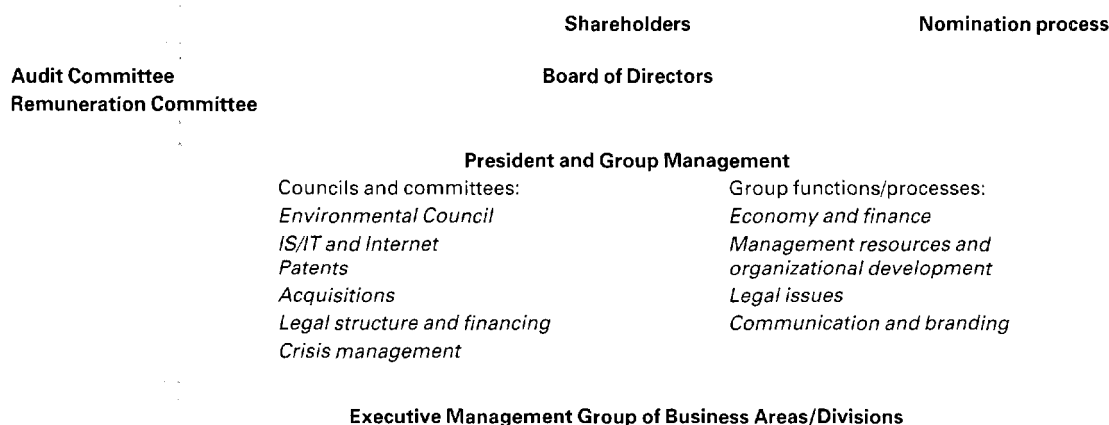 Shareholders
Nomination process
Audit Committee
Board of Directors
Remuneration Committee
President and Group Management
Councils and committees:
Environmental Council
IS/IT and Internet
Patents
Acquisitions
Legal structure and financing
Crisis management
Group functions/processes:
Economy and finance
Management resources and
organizational development
Legal issues
Communication and branding
Executive Management Group of Business Areas/Divisions